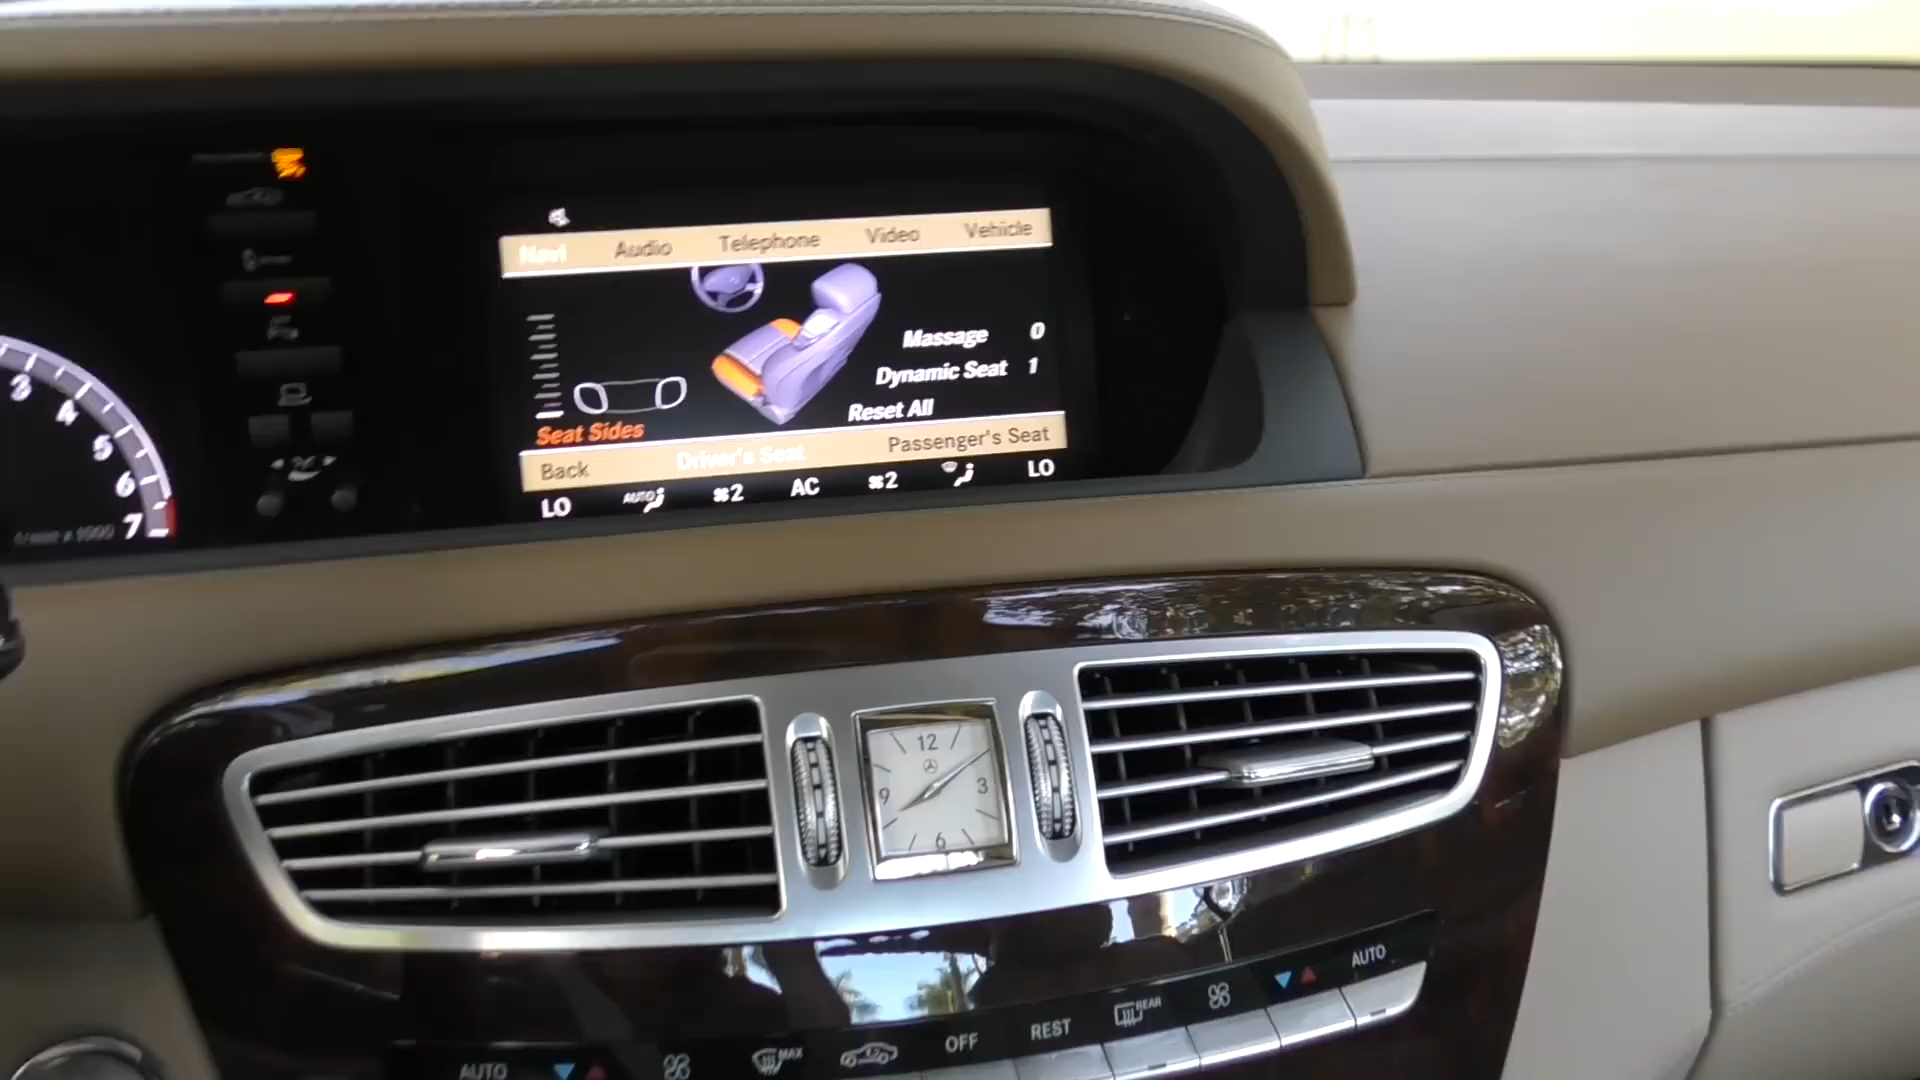 Navi Audio Telephone Video Vehicle
Massage 0
Dynamic Seat 1
Reset All
Seat Sides
Back Driver's Seat Passenger's Seat
LO AUTO 2 AC 2 LO
3
4
5
6
7
12
3
6
9
AUTO MAX OFF REST REAR AUTO